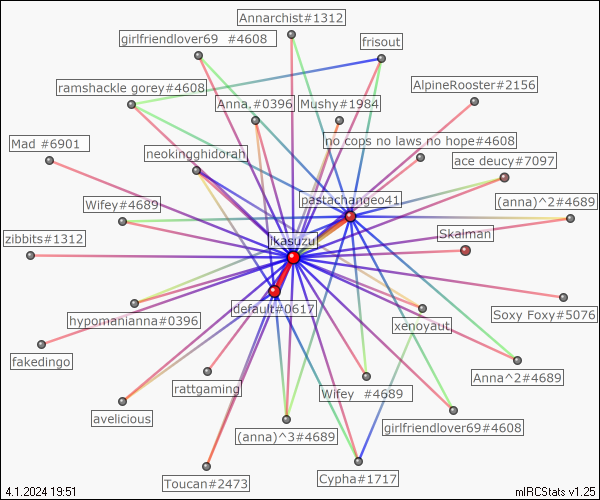 Annarchist#1312
girlfriendlover69  #4608
frisout
ramshackle gorey#4608
AlpineRooster#2156
Anna,#0396
Mushy#1984
Mad #6901
no cops no laws no hope#4608
neokingghidorah
ace deucy#7097
pastachangeo41
Wifey#4689
(anna)^2#4689
zibbits#1312
ikasuzu
Skalman
default#0617
hypomanianna#0396
xenoyaut
Soxy Foxy#5076
fakedingo
Anna^2#4689
rattgaming
Wifey  #4689
avelicious
(anna)^3#4689
girlfriendlover69#4608
Toucan#2473
Cypha#1717
4.1.2024 19:51
mIRCStats v1.25